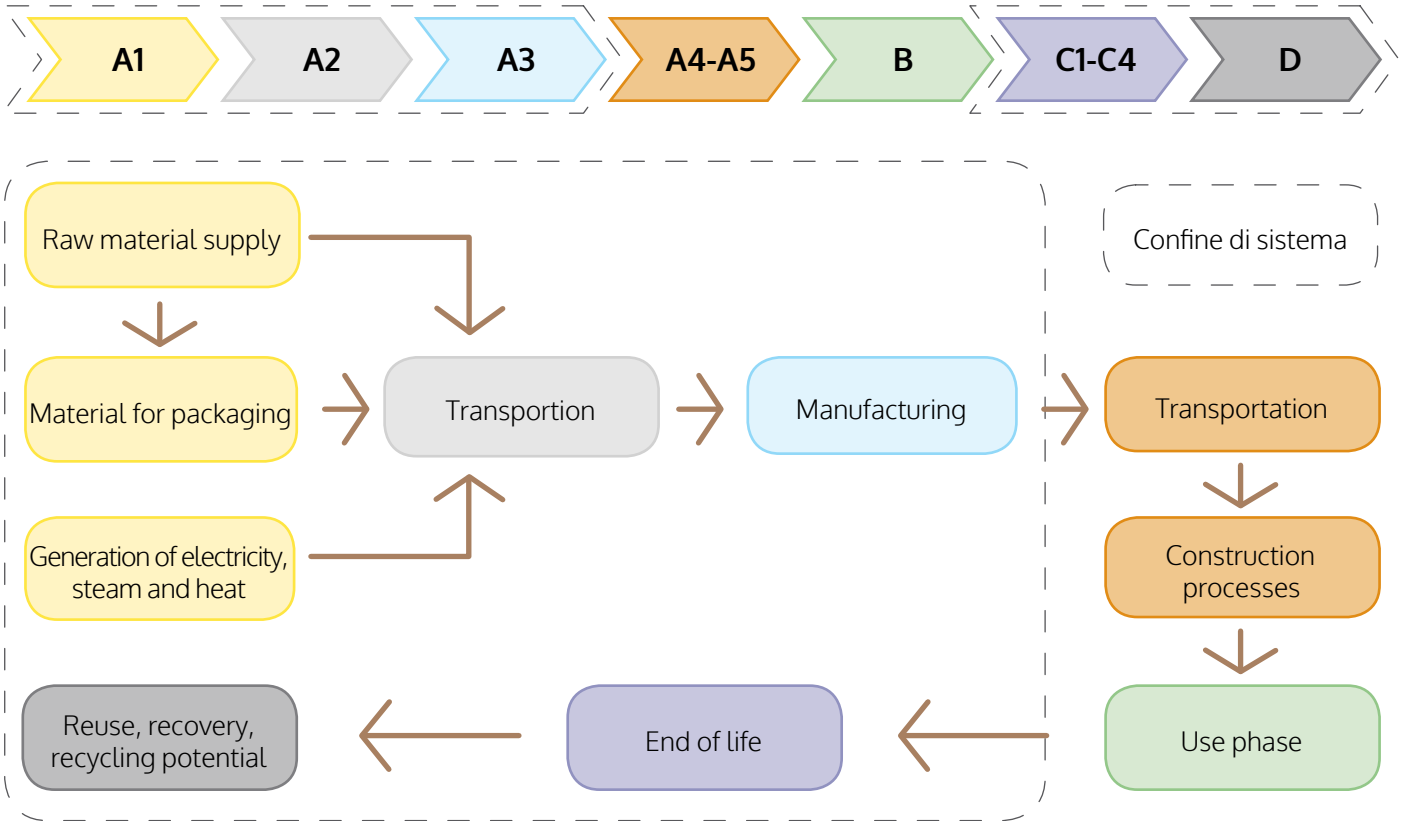 A1
A2
A3
A4-A5
B
C1-C4
D
Raw material supply
Confine di sistema
Material for packaging
Transportion
Manufacturing
Transportation
Generation of electricity,
steam and heat
Construction
processes
Reuse, recovery,
recycling potential
End of life
Use phase